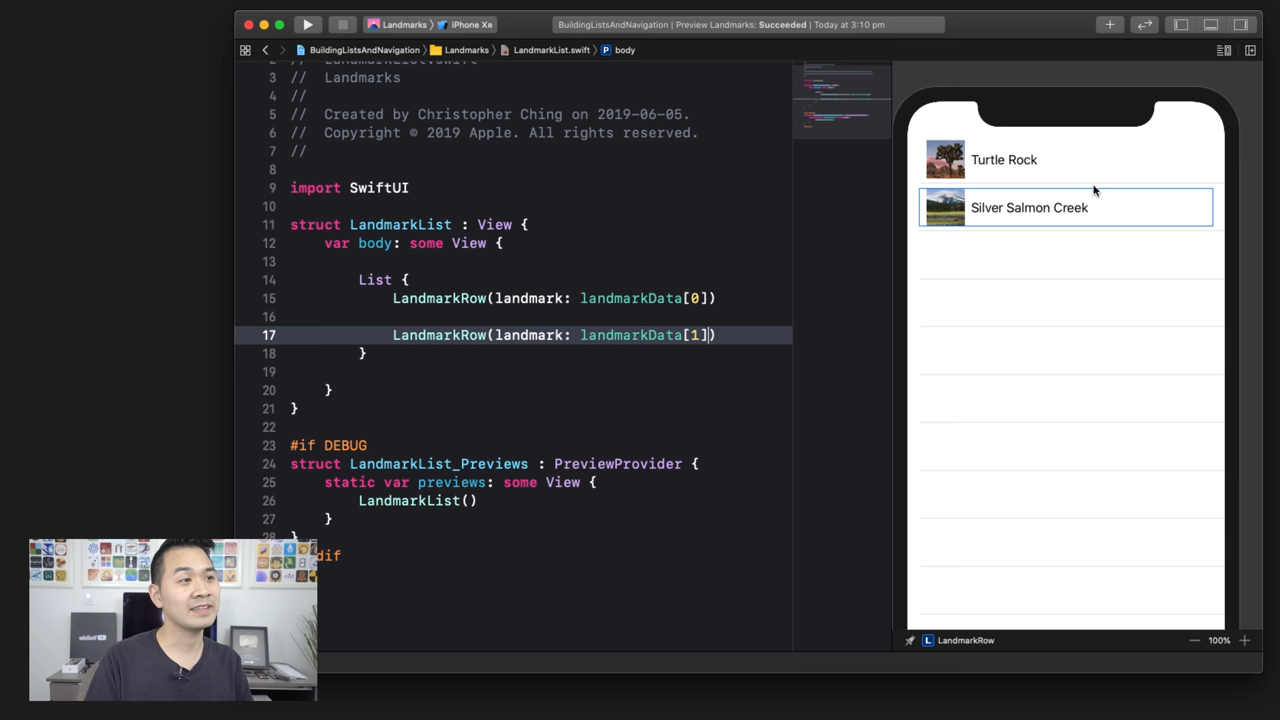 Landmarks
iPhone Xʀ
BuildingListsAndNavigation | Preview Landmarks: Succeeded | Today at 3:10 pm
BuildingListsAndNavigation
Landmarks
LandmarkList.swift
P
body
3 // Landmarks
4 //
5 // Created by Christopher Ching on 2019-06-05.
6 // Copyright © 2019 Apple. All rights reserved.
7 //
8
9 import SwiftUI
10
11 struct LandmarkList : View {
12 var body: some View {
13
14 List {
15 LandmarkRow(landmark: landmarkData[0])
16
17 LandmarkRow(landmark: landmarkData[1])
18 }
19
20 }
21 }
22
23 #if DEBUG
24 struct LandmarkList_Previews : PreviewProvider {
25 static var previews: some View {
26 LandmarkList()
27 }
28 }
dif
Turtle Rock
Silver Salmon Creek
L
LandmarkRow
100%